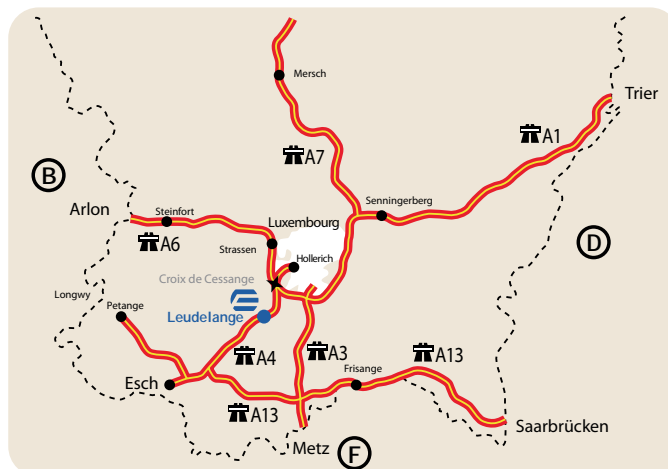 Mersch
Trier
A1
A7
B
Senningerberg
Steinfort
Arlon
Luxembourg
A6
Strassen
D
Hollerich
Croix de Cessange
Longwy
Petange
Leudelange
A4
A3
A13
Frisange
Esch
A13
Saarbrücken
Metz
F